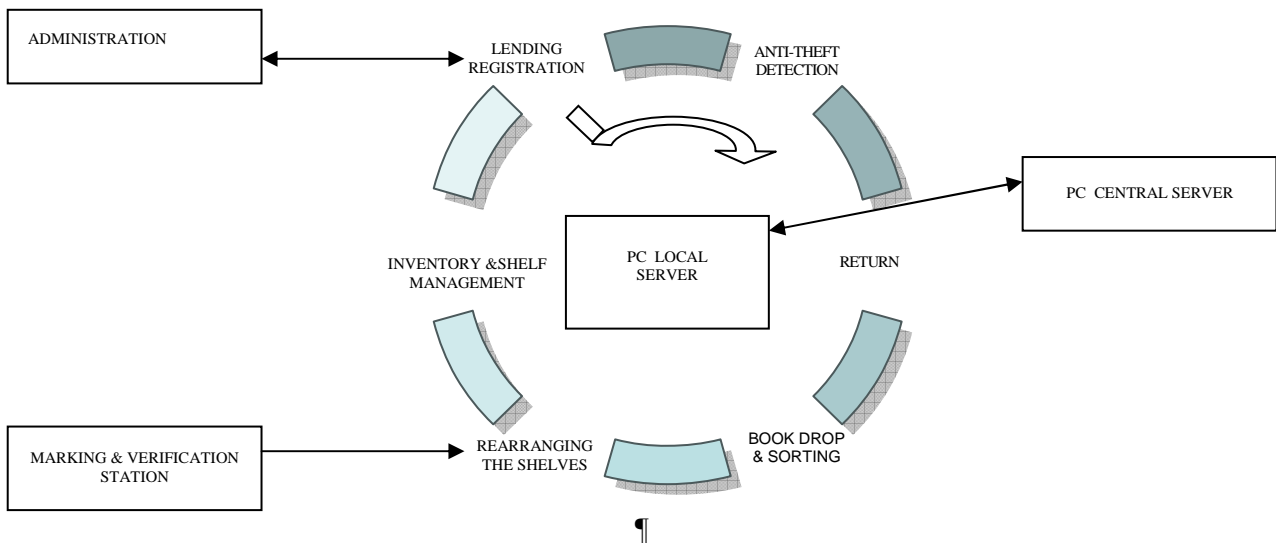 ADMINISTRATION
LENDING
REGISTRATION
ANTI-THEFT
DETECTION
PC CENTRAL SERVER
INVENTORY &SHELF
MANAGEMENT
PC LOCAL
SERVER
RETURN
MARKING & VERIFICATION
STATION
REARRANGING
THE SHELVES
BOOK DROP
& SORTING
¶